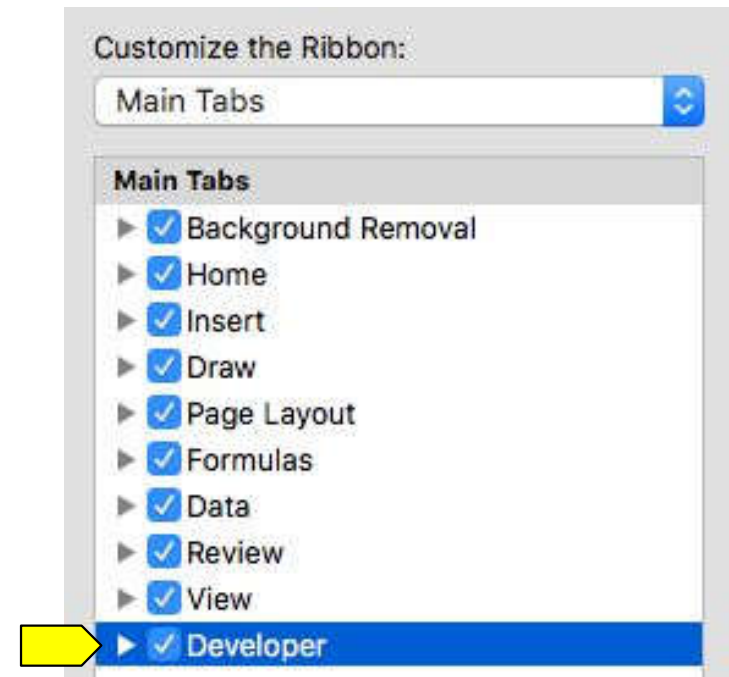 Customize the Ribbon:
Main Tabs
Main Tabs
Background Removal
Home
Insert
Draw
Page Layout
Formulas
Data
Review
View
Developer